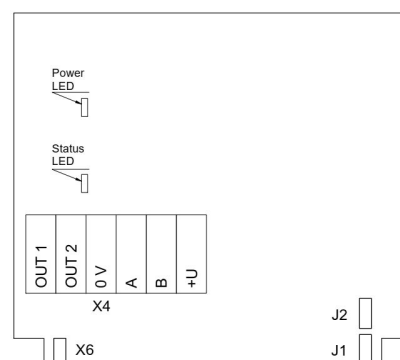 Power
LED
Status
LED
OUT 1
OUT 2
0 V
A
B
+U
X4
J2
X6
J1